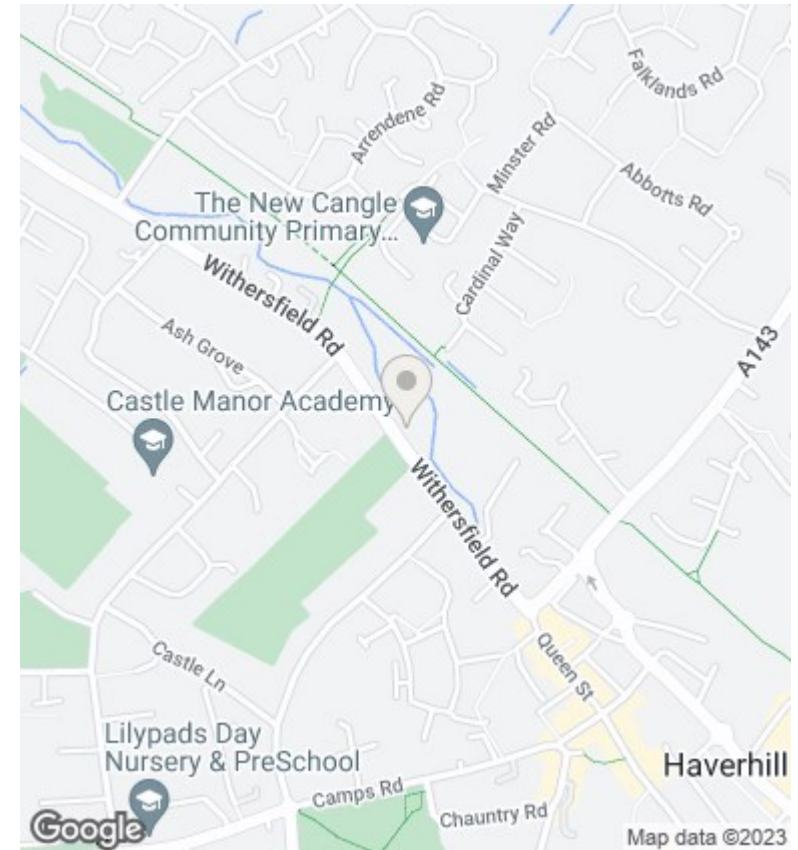 Falklands Rd
Arrendene Rd
Minster Rd
Abbotts Rd
The New Cangle
Community Primary...
Cardinal Way
Withersfield Rd
Ash Grove
A143
Castle Manor Academy
Withersfield Rd
Queen St
Castle Ln
Lilypads Day
Nursery & PreSchool
Haverhill
Camps Rd
Chauntry Rd
Google
Map data ©2023